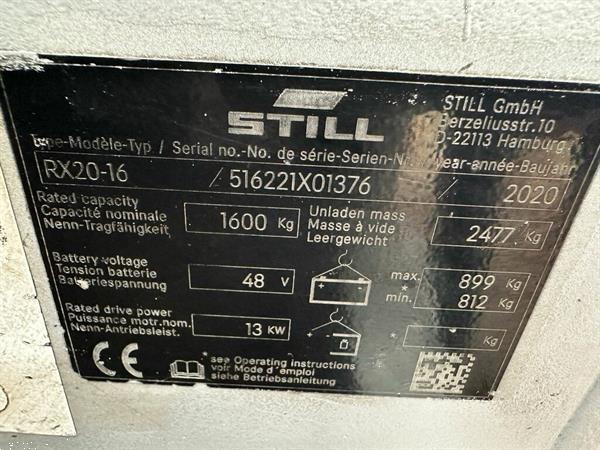 STILL
STILL GmbH
Berzeliusstr.10
D-22113 Hamburg
Type-Modèle-Typ / Serial no.-No. de série-Serien-Nr. / year-année-Baujahr
RX20-16 / 516221X01376 / 2020
Rated capacity
Capacité nominale
Nenn-Tragfähigkeit
1600 Kg
Unladen mass
Masse à vide
Leergewicht
2477 Kg
Battery voltage
Tension batterie
Batteriespannung
48 V
max. 899 Kg
min. 812 Kg
Rated drive power
Puissance motr.nom.
Nenn-Antriebsleist.
13 KW
* Kg
CE
*see Operating instructions
voir Mode d'emploi
siehe Betriebsanleitung